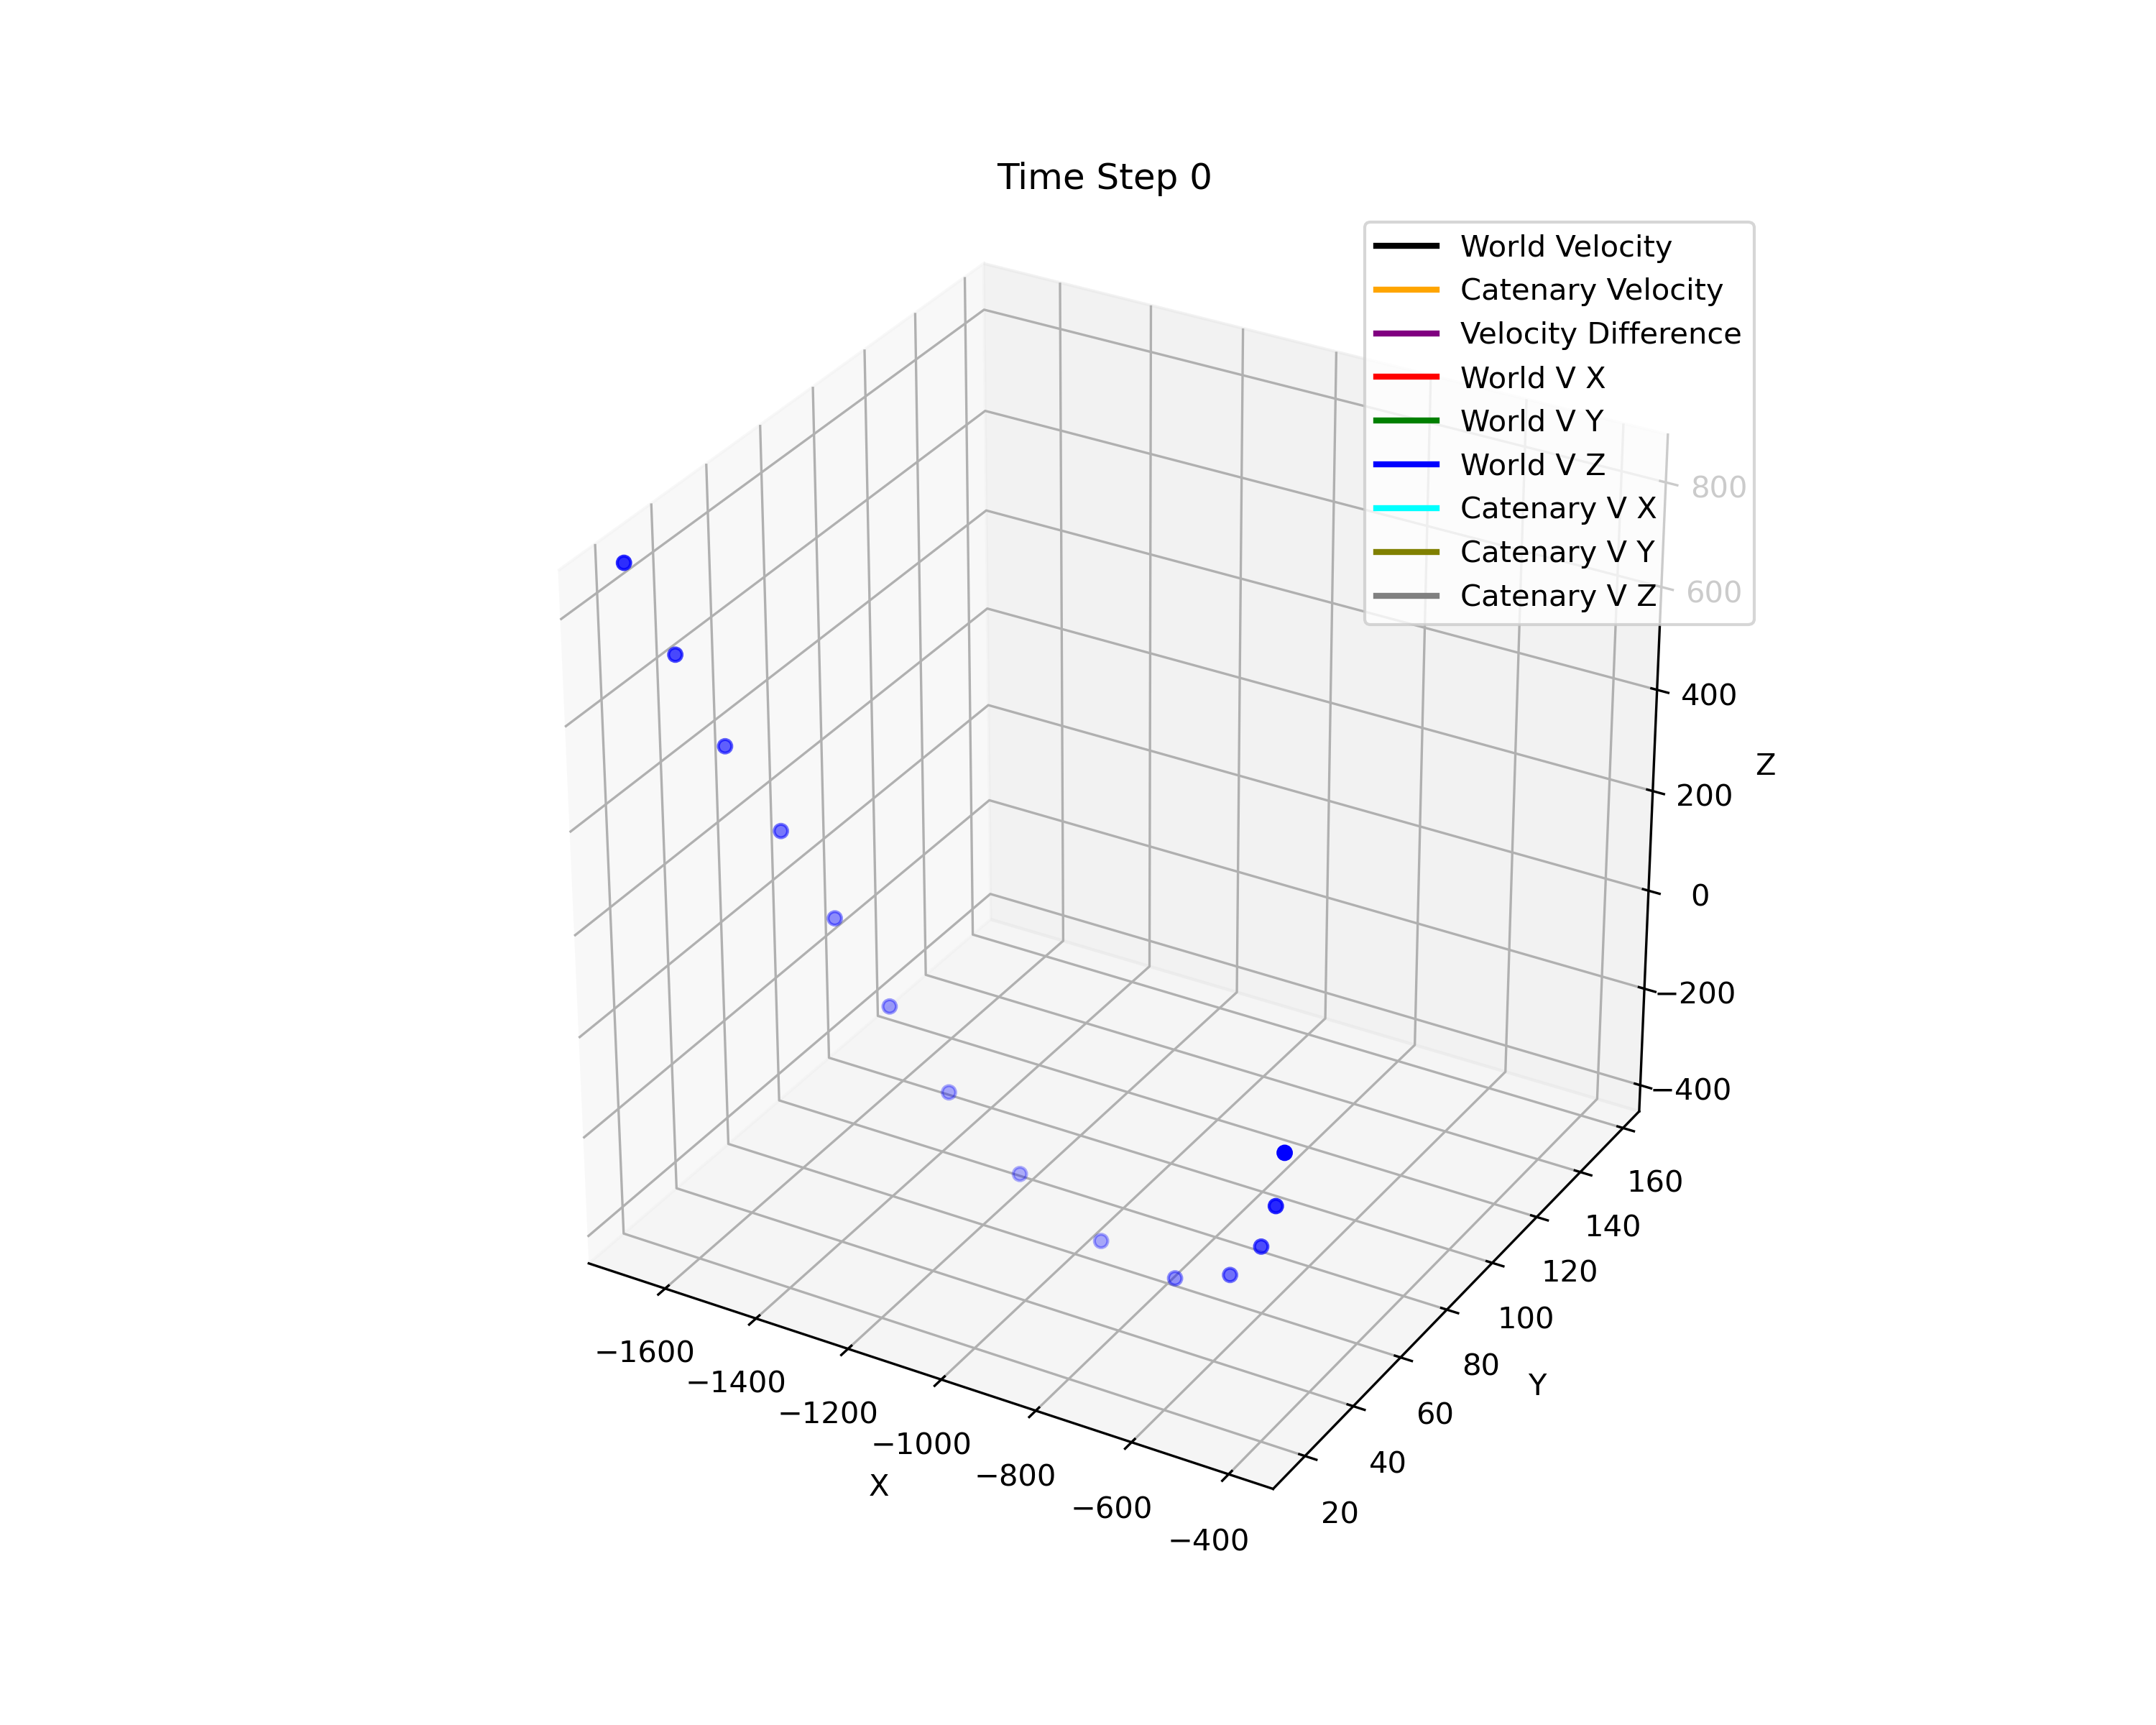 Time Step 0
World Velocity
Catenary Velocity
Velocity Difference
World V X
World V Y
World V Z
Catenary V X
Catenary V Y
Catenary V Z
800
600
400
200
0
−200
−400
Z
160
140
120
100
80
60
40
20
Y
−1600
−1400
−1200
−1000
−800
−600
−400
X